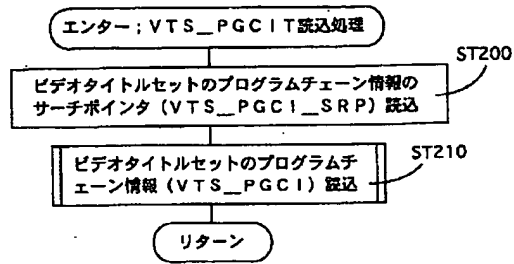 エンター；ＶＴＳ＿ＰＧＣＩＴ読込処理
ST200
ビデオタイトルセットのプログラムチェーン情報の
サーチポインタ（ＶＴＳ＿ＰＧＣＩ＿ＳＲＰ）読込
ST210
ビデオタイトルセットのプログラムチ
ェーン情報（ＶＴＳ＿ＰＧＣＩ）読込
リターン